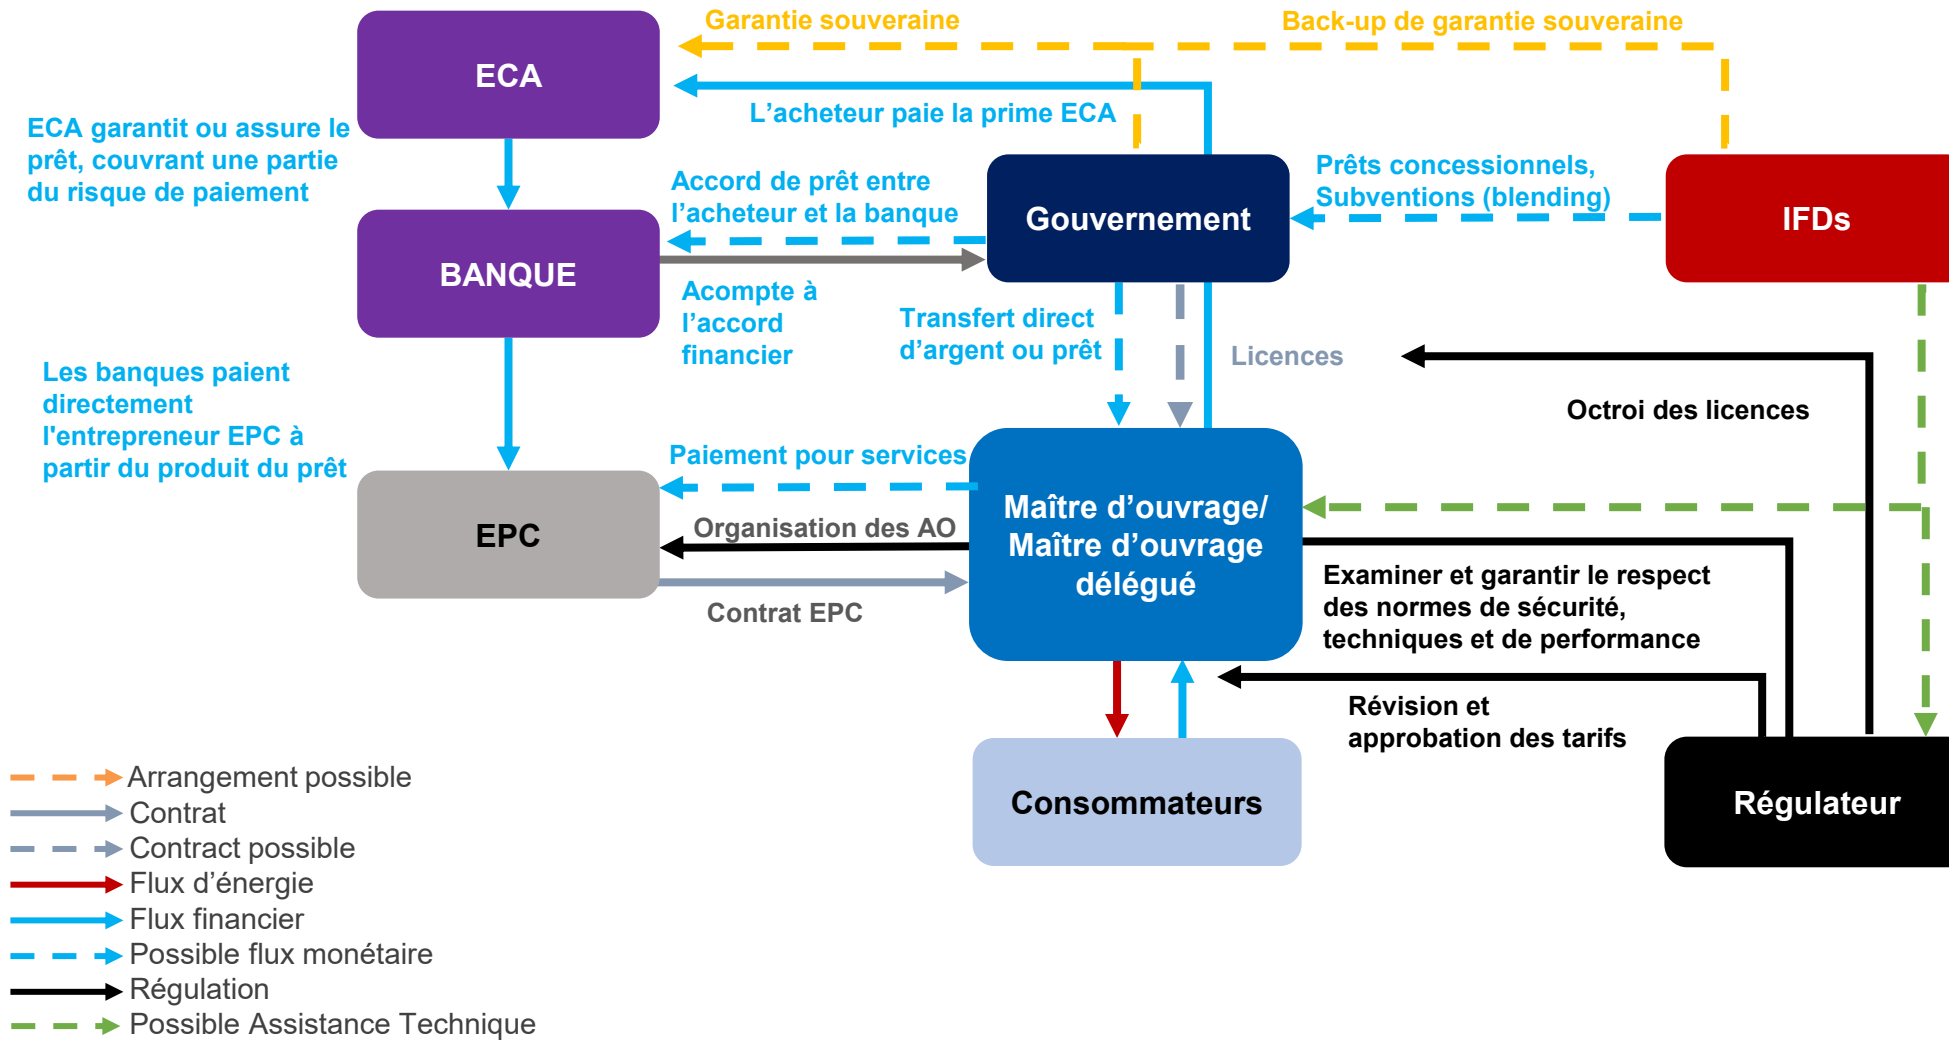 Garantie souveraine
Back-up de garantie souveraine
ECA
L’acheteur paie la prime ECA
ECA garantit ou assure le
prêt, couvrant une partie
du risque de paiement
Accord de prêt entre
l’acheteur et la banque
Gouvernement
Prêts concessionnels,
Subventions (blending)
IFDs
BANQUE
Acompte à
l’accord
financier
Transfert direct
d’argent ou prêt
Licences
Octroi des licences
Les banques paient
directement
l'entrepreneur EPC à
partir du produit du prêt
Paiement pour services
EPC
Organisation des AO
Contrat EPC
Maître d’ouvrage/
Maître d’ouvrage
délégué
Examiner et garantir le respect
des normes de sécurité,
techniques et de performance
Révision et
approbation des tarifs
Consommateurs
Régulateur
Arrangement possible
Contrat
Contract possible
Flux d’énergie
Flux financier
Possible flux monétaire
Régulation
Possible Assistance Technique